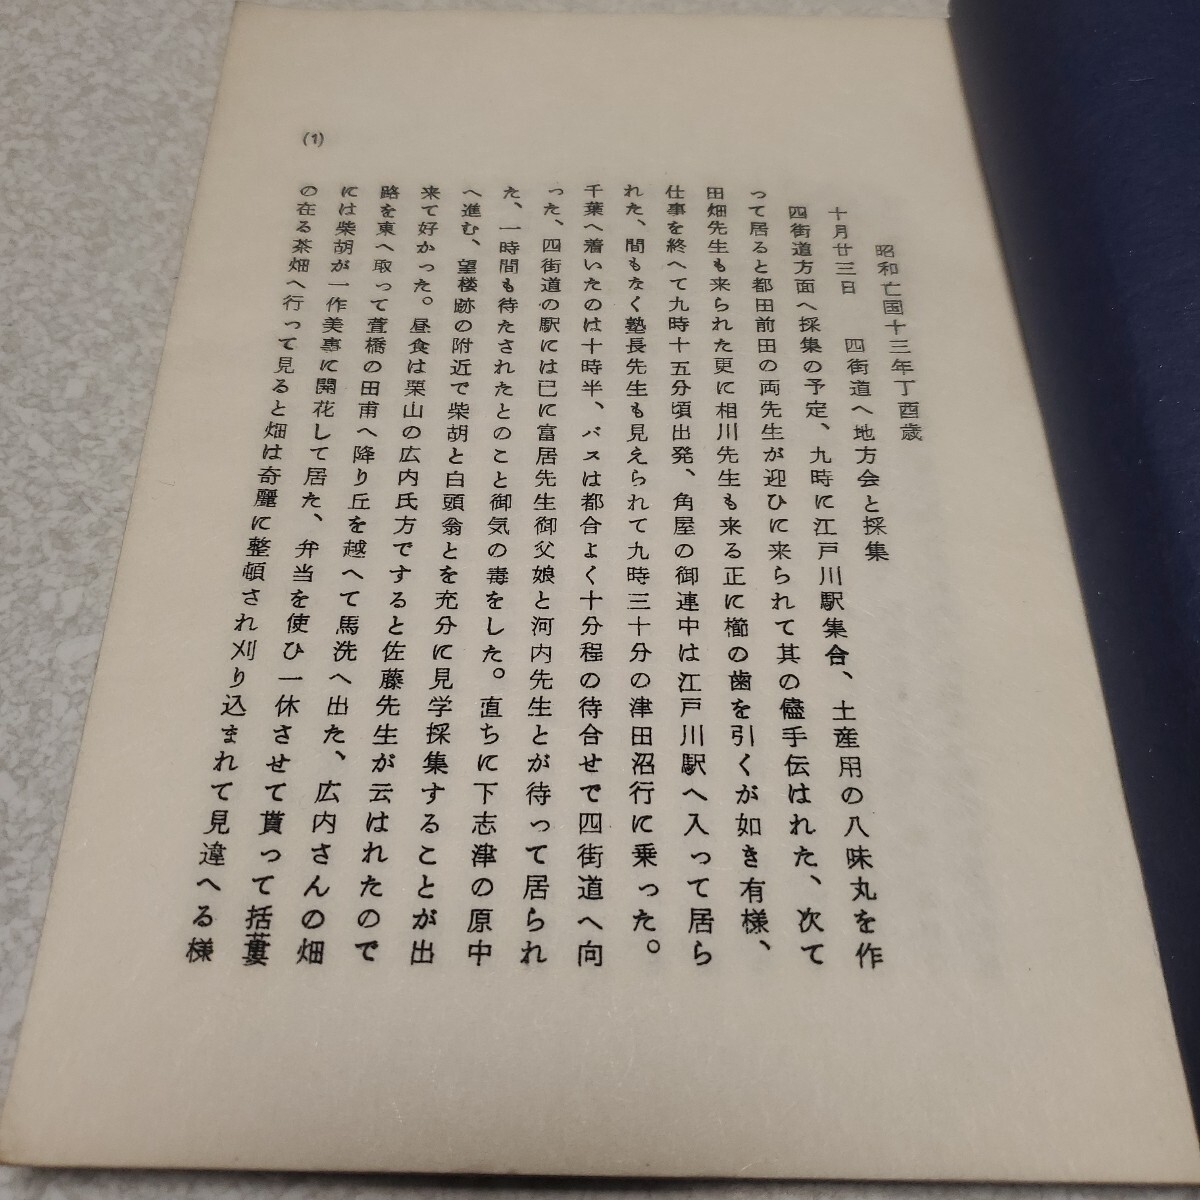 昭和亡国十三年丁酉歳
十月廿三日　四街道へ地方会と採集
四街道方面へ採集の予定、九時に江戸川駅集合、土産用の八味丸を作
って居ると都田前田の両先生が迎ひに来られて其の儘手伝はれた、次て
田畑先生も来られた更に相川先生も来る正に櫛の歯を引くが如き有様、
仕事を終へて九時十五分頃出発、角屋の御連中は江戸川駅へ入って居ら
れた、間もなく塾長先生も見えられて九時三十分の津田沼行に乗った。
千葉へ着いたのは十時半、バスは都合よく十分程の待合せで四街道へ向
った、四街道の駅には已に富居先生御父娘と河内先生とが待って居られ
た、一時間も待たされたとのこと御気の毒をした。直ちに下志津の原中
へ進む、望楼跡の附近で柴胡と白頭翁とを充分に見学採集することが出
来て好かった。昼食は栗山の広内氏方ですると佐藤先生が云はれたので
路を東へ取って萱橋の田甫へ降り丘を越へて馬洗へ出た、広内さんの畑
には柴胡が一作美事に開花して居た、弁当を使ひ一休させて貰って括蔞
の在る茶畑へ行って見ると畑は奇麗に整頓され刈り込まれて見違へる様
(1)